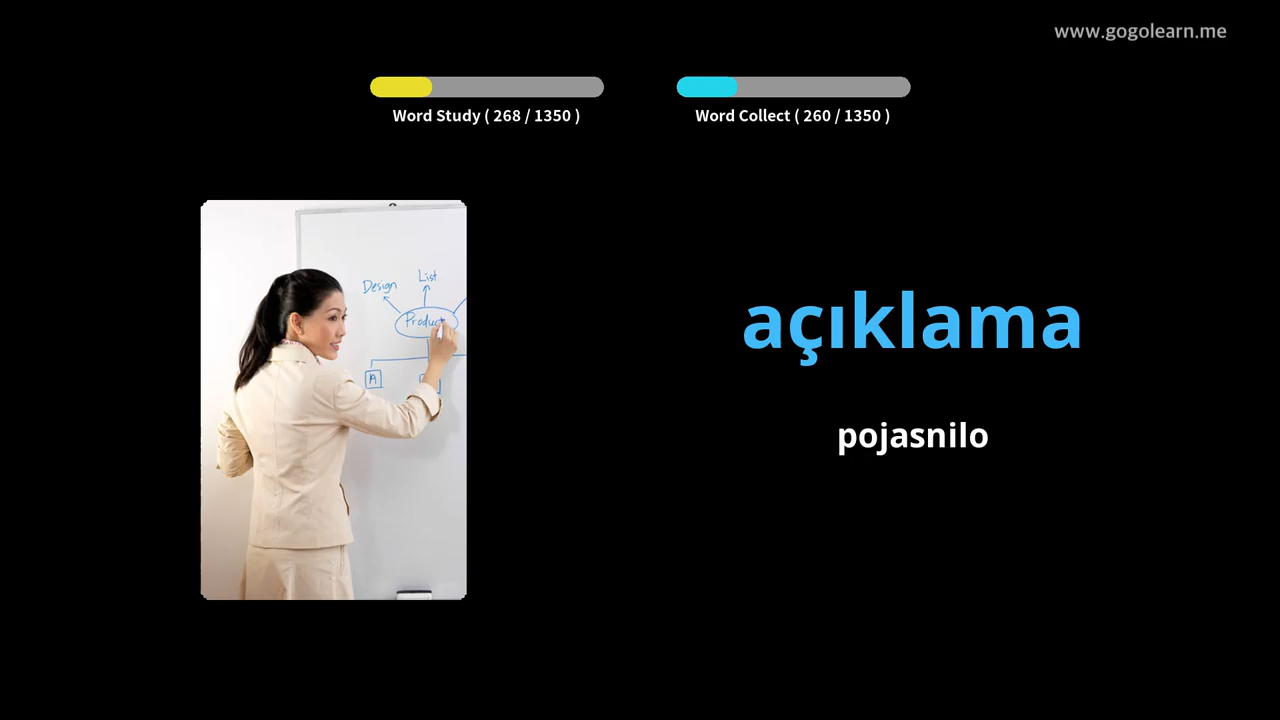 www.gogolearn.me
Word Study ( 268 / 1350 )
Word Collect ( 260 / 1350 )
Design
List
Product
A
açıklama
pojasnilo